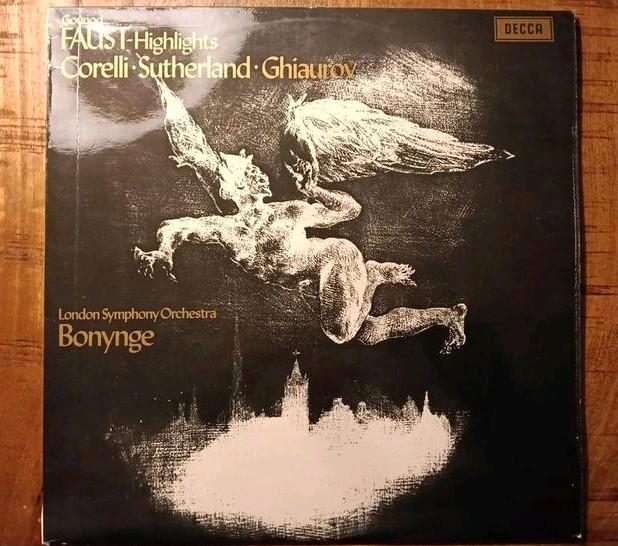 Gounod
FAUST-Highlights
Corelli·Sutherland·Ghiaurov
DECCA
London Symphony Orchestra
Bonynge